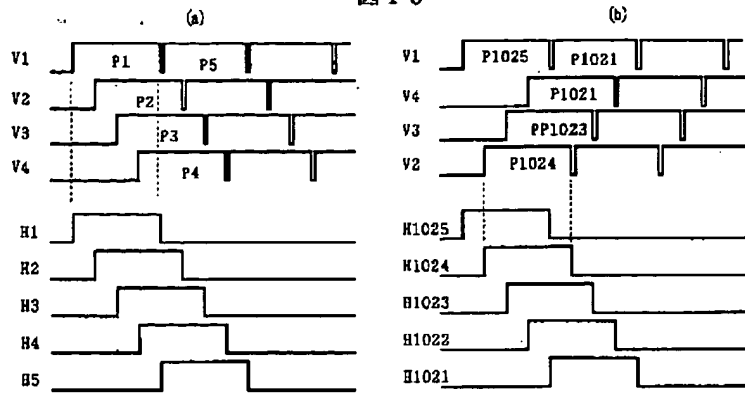 (a)
V1 P1 P5
V2 P2
V3 P3
V4 P4
H1
H2
H3
H4
H5
(b)
V1 P1025 P1021
V4 P1021
V3 PP1023
V2 P1024
H1025
H1024
H1023
H1022
H1021